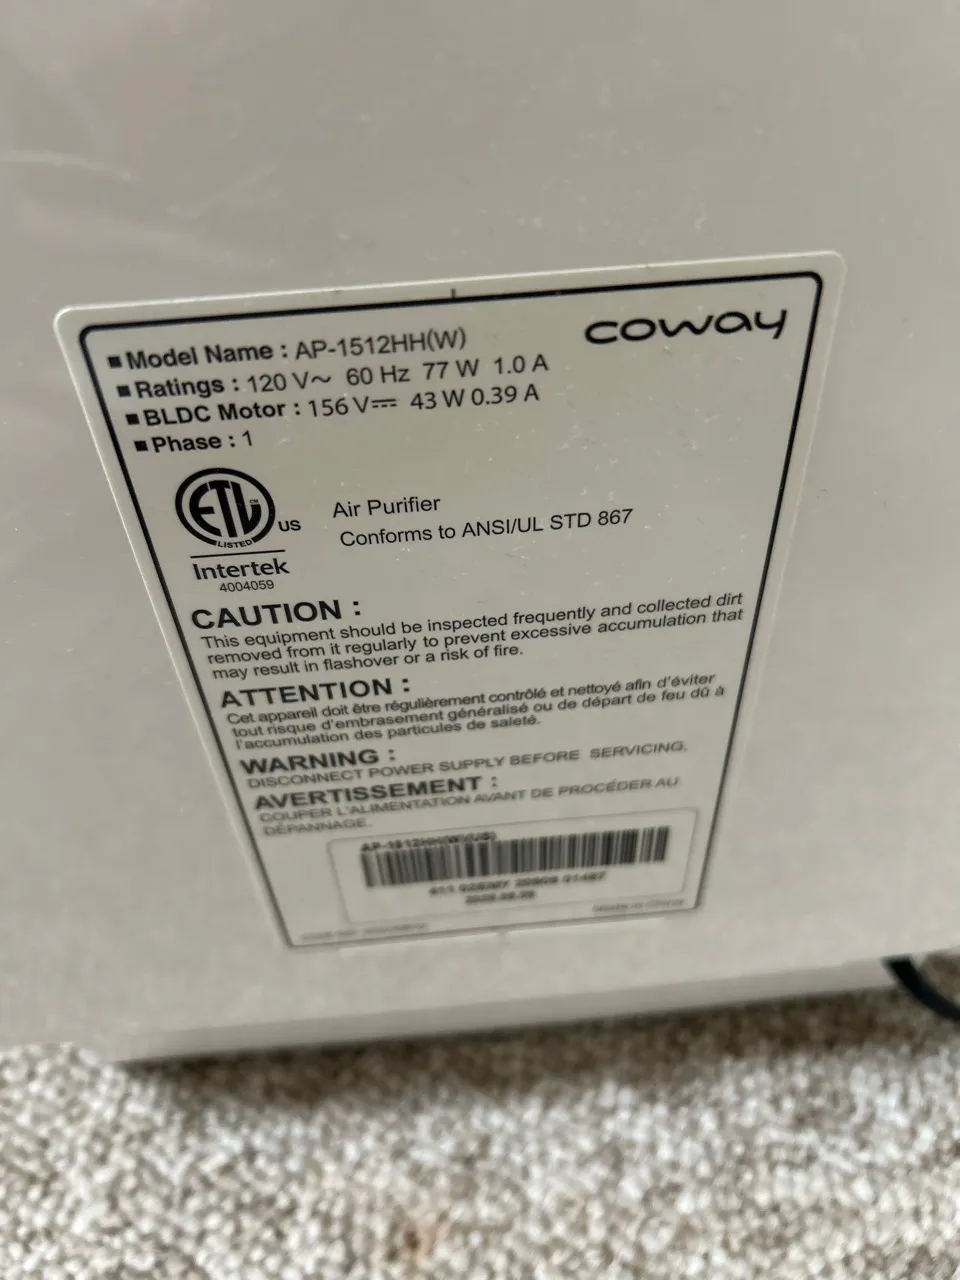 coway
■ Model Name : AP-1512HH(W)
■ Ratings : 120 V~ 60 Hz 77 W 1.0 A
■ BLDC Motor : 156 V⎓ 43 W 0.39 A
■ Phase : 1
ETL CM
LISTED
US
Intertek
4004059
Air Purifier
Conforms to ANSI/UL STD 867
CAUTION :
This equipment should be inspected frequently and collected dirt
removed from it regularly to prevent excessive accumulation that
may result in flashover or a risk of fire.
ATTENTION :
Cet appareil doit être régulièrement contrôlé et nettoyé afin d'éviter
tout risque d'embrasement généralisé ou de départ de feu dû à
l'accumulation des particules de saleté.
WARNING :
DISCONNECT POWER SUPPLY BEFORE SERVICING.
AVERTISSEMENT :
COUPER L'ALIMENTATION AVANT DE PROCÉDER AU
DÉPANNAGE.
AP-1512HH(W)(US)